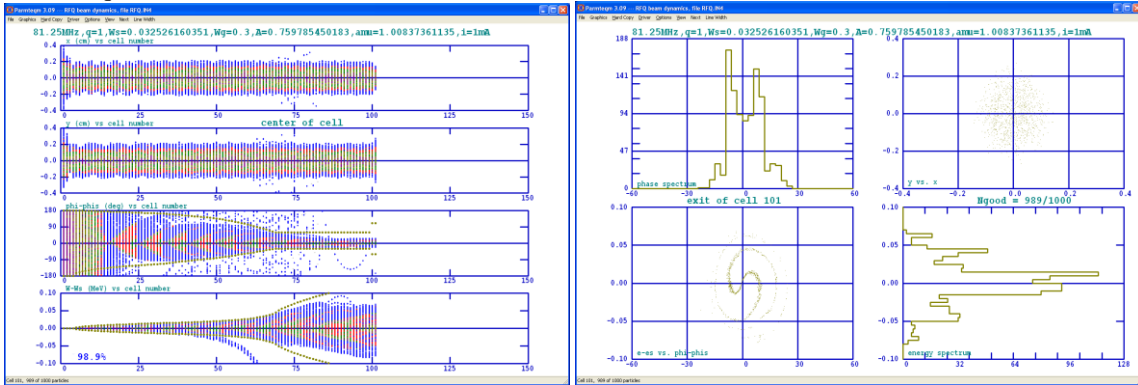 Parmteqm 3.09 -- RFQ beam dynamics, file RFQ.IN4
File Graphics Hard Copy Driver Options View Next Line Width
81.25MHz,q=1,Ws=0.032526160351,Wg=0.3,A=0.759785450183,amu=1.00837361135,i=1mA
x (cm) vs cell number
0.4
0.2
0.0
-0.2
-0.4
0 25 50 75 100 125 150
y (cm) vs cell number
center of cell
0.4
0.2
0.0
-0.2
-0.4
0 25 50 75 100 125 150
phi-phis (deg) vs cell number
180
90
0
-90
-180
0 25 50 75 100 125 150
W-Ws (MeV) vs cell number
0.10
0.05
0.00
-0.05
-0.10
98.9%
0 25 50 75 100 125 150
Cell 101, 989 of 1000 particles
Parmteqm 3.09 -- RFQ beam dynamics, file RFQ.IN4
File Graphics Hard Copy Driver Options View Next Line Width
81.25MHz,q=1,Ws=0.032526160351,Wg=0.3,A=0.759785450183,amu=1.00837361135,i=1mA
188
141
94
47
0
phase spectrum
-60 -30 0 30 60
0.4
0.2
0.0
-0.2
-0.4
y vs. x
-0.4 -0.2 0.0 0.2 0.4
exit of cell 101
0.10
0.05
0.00
-0.05
-0.10
e-es vs. phi-phis
-60 -30 0 30 60
Ngood = 989/1000
0.10
0.05
0.00
-0.05
-0.10
energy spectrum
0 32 64 96 128
Cell 101, 989 of 1000 particles